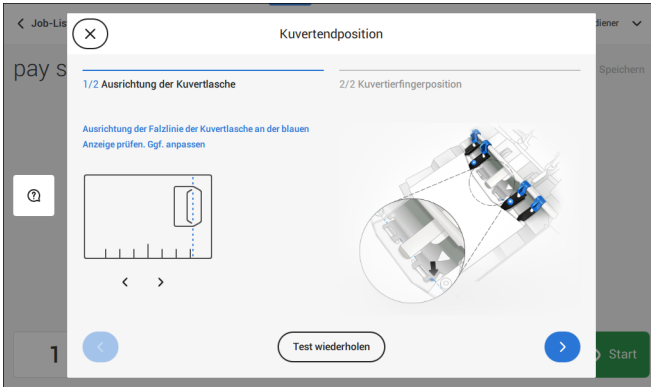 Job-Lis
Kuvertendposition
diener
pay s
Speichern
1/2 Ausrichtung der Kuvertlasche
2/2 Kuvertierfingerposition
Ausrichtung der Falzlinie der Kuvertlasche an der blauen
Anzeige prüfen. Ggf. anpassen
1
Test wiederholen
Start